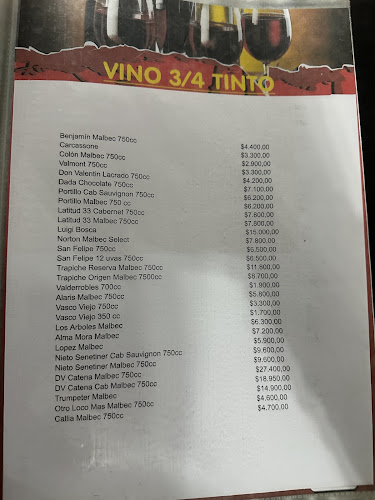 VINO 3/4 TINTO
Benjamín Malbec 750cc $4.400,00
Carcassone $3.300,00
Colón Malbec 750cc $2.900,00
Valmont 750cc $3.300,00
Don Valentin Lacrado 750cc $4.200,00
Dada Chocolate 750cc $7.100,00
Portillo Cab Sauvignon 750cc $6.200,00
Portillo Malbec 750 cc $6.200,00
Latitud 33 Cabernet 750cc $7.800,00
Latitud 33 Malbec 750cc $7.800,00
Luigi Bosca $15.000,00
Norton Malbec Select $7.800,00
San Felipe 750cc $5.500,00
San Felipe 12 uvas 750cc $6.500,00
Trapiche Reserva Malbec 750cc $11.800,00
Trapiche Origen Malbec 7500cc $8.700,00
Valderrobles 700cc $1.900,00
Alaris Malbec 750cc $5.800,00
Vasco Viejo 750cc $3.300,00
Vasco Viejo 350 cc $1.700,00
Los Arboles Malbec $6.300,00
Alma Mora Malbec $7.200,00
Lopez Malbec $5.900,00
Nieto Senetiner Cab Sauvignon 750cc $9.600,00
Nieto Senetiner Malbec 750cc $9.600,00
DV Catena Malbec 750cc $27.400,00
DV Catena Cab Malbec 750cc $18.950,00
Trumpeter Malbec $14.900,00
Otro Loco Mas Malbec 750cc $4.600,00
Callia Malbec 750cc $4.700,00